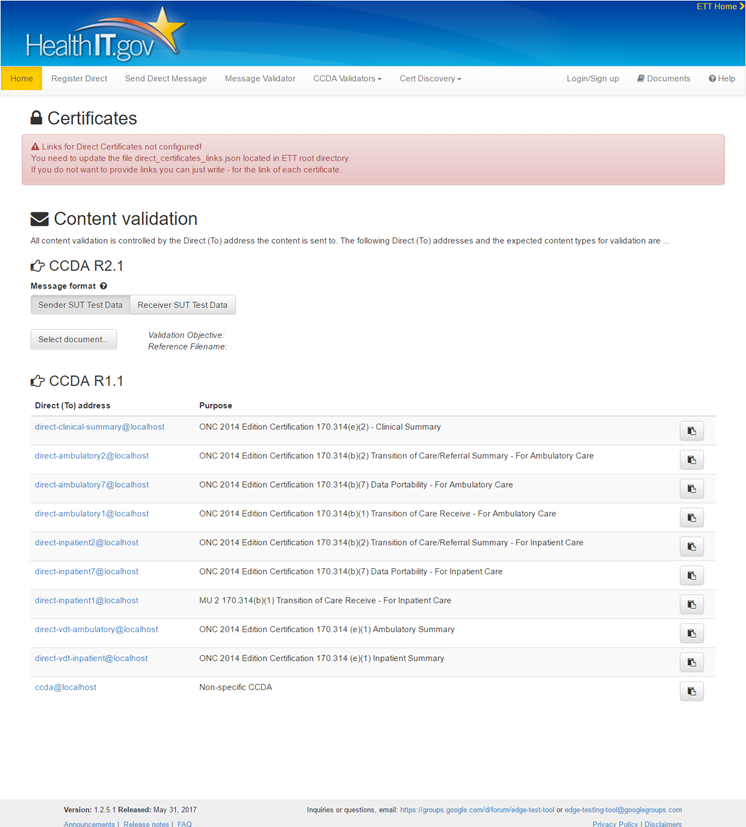 ETT Home
HealthIT.gov
Home Register Direct Send Direct Message Message Validator CCDA Validators Cert Discovery Login/Sign up Documents Help
Certificates
Links for Direct Certificates not configured!
You need to update the file direct_certificates_links.json located in ETT root directory.
If you do not want to provide links you can just write - for the link of each certificate.
Content validation
All content validation is controlled by the Direct (To) address the content is sent to. The following Direct (To) addresses and the expected content types for validation are ...
CCDA R2.1
Message format
Sender SUT Test Data Receiver SUT Test Data
Select document... Validation Objective:
Reference Filename:
CCDA R1.1
Direct (To) address Purpose
direct-clinical-summary@localhost ONC 2014 Edition Certification 170.314(e)(2) - Clinical Summary
direct-ambulatory2@localhost ONC 2014 Edition Certification 170.314(b)(2) Transition of Care/Referral Summary - For Ambulatory Care
direct-ambulatory7@localhost ONC 2014 Edition Certification 170.314(b)(7) Data Portability - For Ambulatory Care
direct-ambulatory1@localhost ONC 2014 Edition Certification 170.314(b)(1) Transition of Care Receive - For Ambulatory Care
direct-inpatient2@localhost ONC 2014 Edition Certification 170.314(b)(2) Transition of Care/Referral Summary - For Inpatient Care
direct-inpatient7@localhost ONC 2014 Edition Certification 170.314(b)(7) Data Portability - For Inpatient Care
direct-inpatient1@localhost MU 2 170.314(b)(1) Transition of Care Receive - For Inpatient Care
direct-vdt-ambulatory@localhost ONC 2014 Edition Certification 170.314 (e)(1) Ambulatory Summary
direct-vdt-inpatient@localhost ONC 2014 Edition Certification 170.314 (e)(1) Inpatient Summary
ccda@localhost Non-specific CCDA
Version: 1.2.5.1 Released: May 31, 2017 Inquiries or questions, email: https://groups.google.com/d/forum/edge-test-tool or edge-testing-tool@googlegroups.com
Announcements | Release notes | FAQ Privacy Policy | Disclaimers